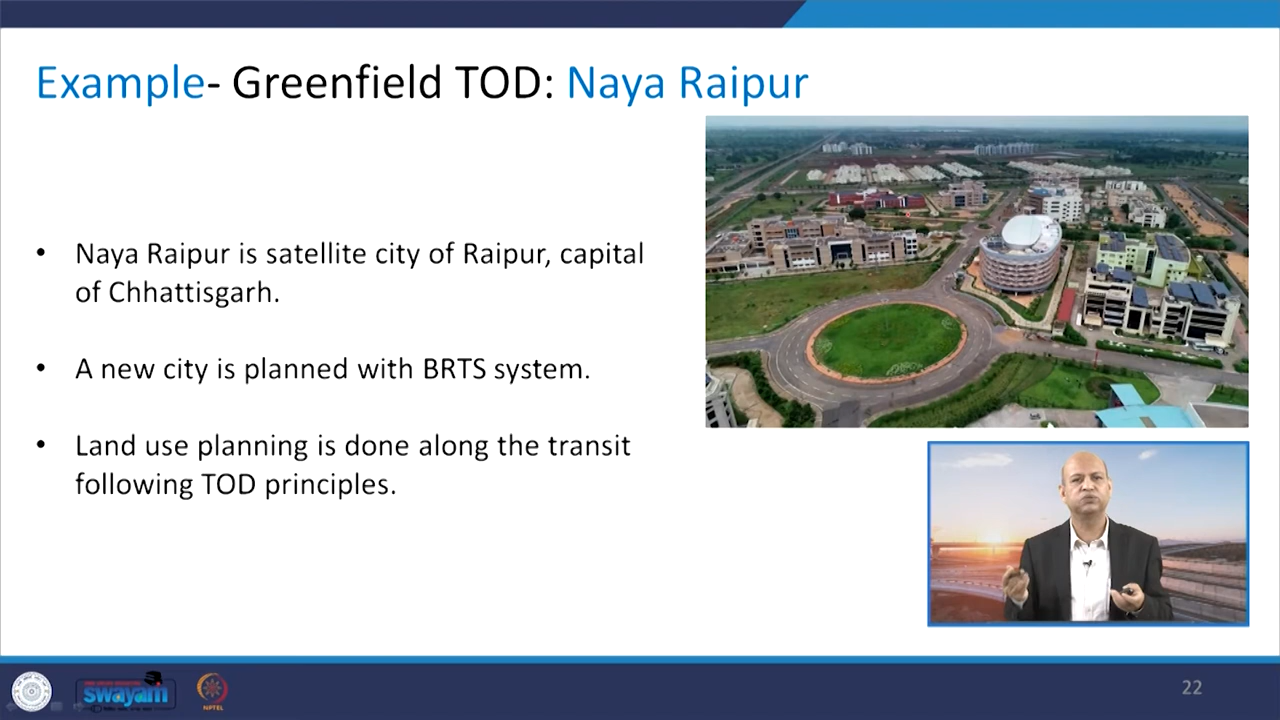 Example- Greenfield TOD: Naya Raipur
• Naya Raipur is satellite city of Raipur, capital
of Chhattisgarh.
• A new city is planned with BRTS system.
• Land use planning is done along the transit
following TOD principles.
swayam
NPTEL
22